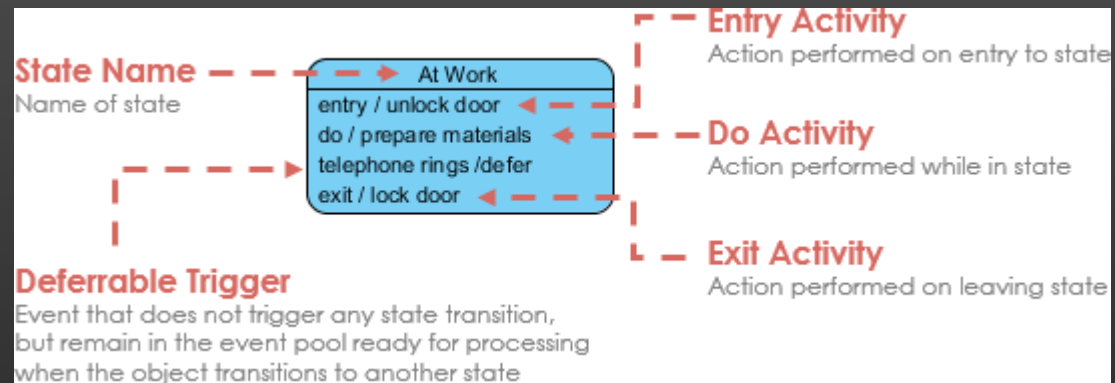 Entry Activity
Action performed on entry to state
State Name
Name of state
At Work
entry / unlock door
do / prepare materials
telephone rings /defer
exit / lock door
Do Activity
Action performed while in state
Exit Activity
Action performed on leaving state
Deferrable Trigger
Event that does not trigger any state transition,
but remain in the event pool ready for processing
when the object transitions to another state